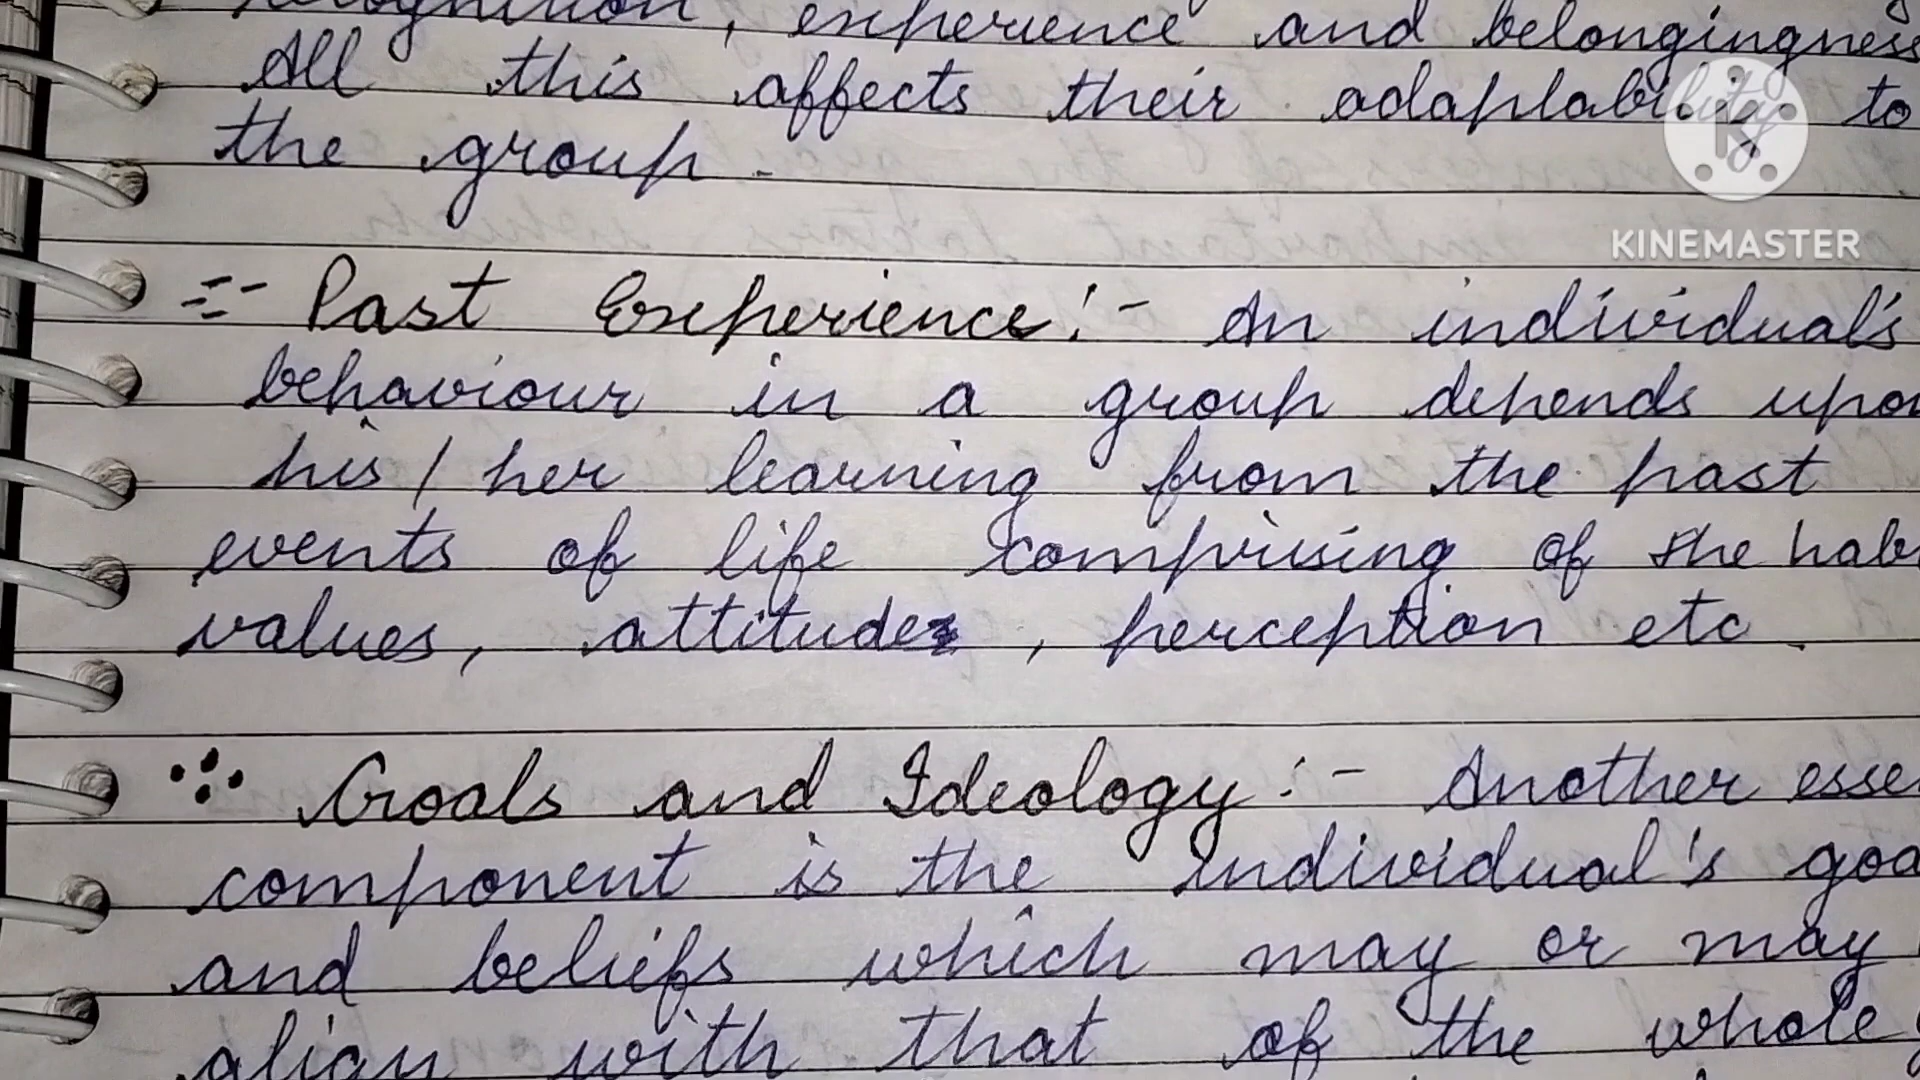 recognition, experience and belongingness
All this affects their adaptability to
the group.
Past Experience:- An individual's
behaviour in a group depends upon
his / her learning from the past
events of life comprising of the hab
values, attitudes, perception etc.
Goals and Ideology:- Another esse
component is the individual's goa
and beliefs which may or may
align with that of the whole
KINEMASTER